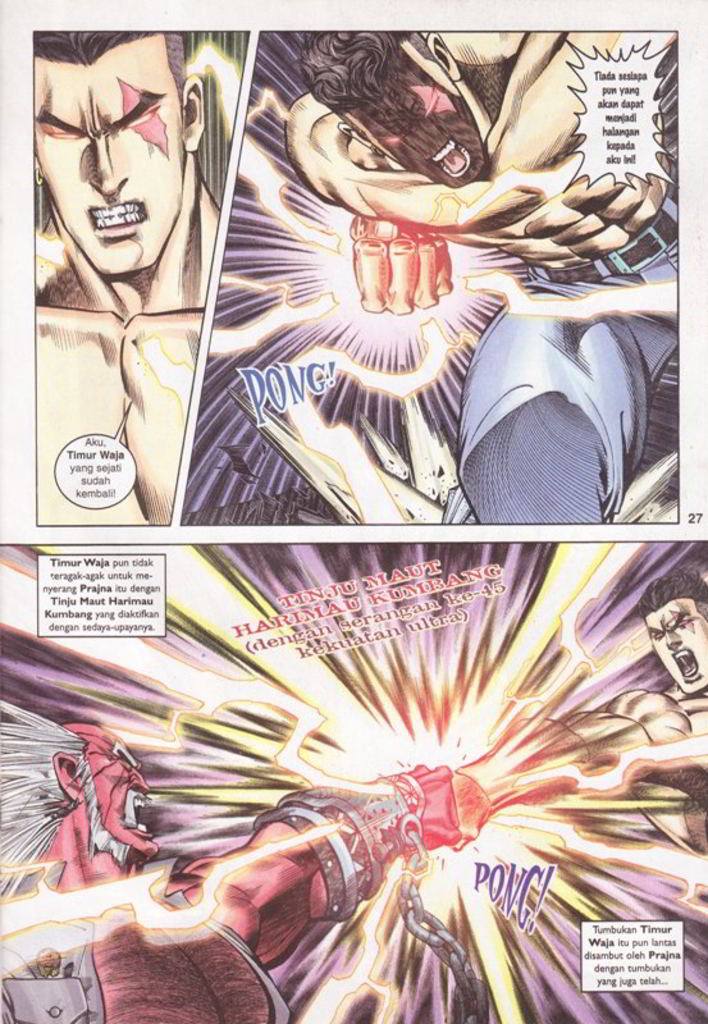 Aku,
Timur Waja
yang sejati
sudah
kembali!
Tiada sesiapa
pun yang
akan dapat
menjadi
halangan
kepada
aku ini!
PONG!
27
Timur Waja pun tidak
teragak-agak untuk me-
nyerang Prajna itu dengan
Tinju Maut Harimau
Kumbang yang diaktifkan
dengan sedaya-upayanya.
TINJU MAUT
HARIMAU KUMBANG
(dengan serangan ke-45
kekuatan ultra)
PONG!
Tumbukan Timur
Waja itu pun lantas
disambut oleh Prajna
dengan tumbukan
yang juga telah...